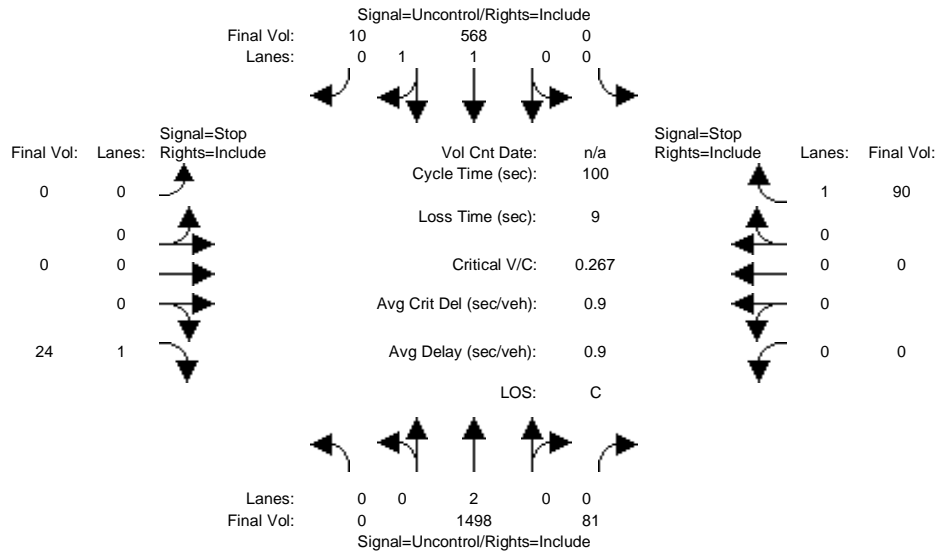 Signal=Uncontrol/Rights=Include
Final Vol: 10 568 0
Lanes: 0 1 1 0 0
Signal=Stop Signal=Stop
Final Vol: Lanes: Rights=Include Vol Cnt Date: n/a Rights=Include Lanes: Final Vol:
Cycle Time (sec): 100
0 0 1 90
Loss Time (sec): 9
0 0
0 0 Critical V/C: 0.267 0 0
0 Avg Crit Del (sec/veh): 0.9 0
24 1 Avg Delay (sec/veh): 0.9 0 0
LOS: C
Lanes: 0 0 2 0 0
Final Vol: 0 1498 81
Signal=Uncontrol/Rights=Include